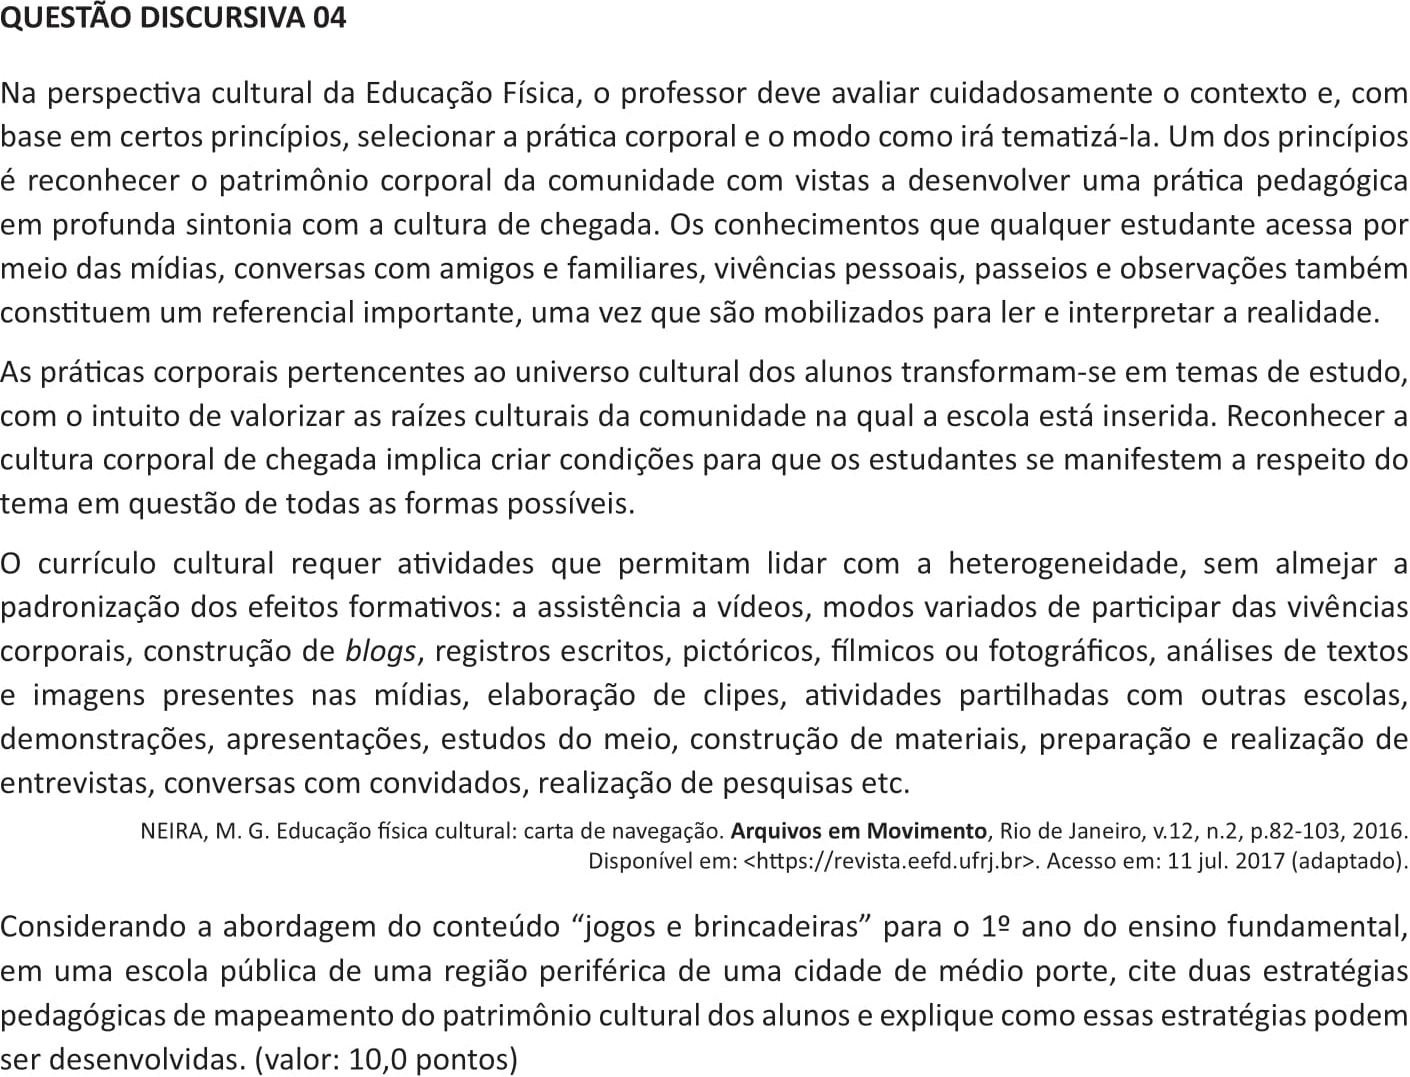 QUESTÃO DISCURSIVA 04
Na perspectiva cultural da Educação Física, o professor deve avaliar cuidadosamente o contexto e, com
base em certos princípios, selecionar a prática corporal e o modo como irá tematizá-la. Um dos princípios
é reconhecer o patrimônio corporal da comunidade com vistas a desenvolver uma prática pedagógica
em profunda sintonia com a cultura de chegada. Os conhecimentos que qualquer estudante acessa por
meio das mídias, conversas com amigos e familiares, vivências pessoais, passeios e observações também
constituem um referencial importante, uma vez que são mobilizados para ler e interpretar a realidade.
As práticas corporais pertencentes ao universo cultural dos alunos transformam-se em temas de estudo,
com o intuito de valorizar as raízes culturais da comunidade na qual a escola está inserida. Reconhecer a
cultura corporal de chegada implica criar condições para que os estudantes se manifestem a respeito do
tema em questão de todas as formas possíveis.
O currículo cultural requer atividades que permitam lidar com a heterogeneidade, sem almejar a
padronização dos efeitos formativos: a assistência a vídeos, modos variados de participar das vivências
corporais, construção de blogs, registros escritos, pictóricos, fílmicos ou fotográficos, análises de textos
e imagens presentes nas mídias, elaboração de clipes, atividades partilhadas com outras escolas,
demonstrações, apresentações, estudos do meio, construção de materiais, preparação e realização de
entrevistas, conversas com convidados, realização de pesquisas etc.
NEIRA, M. G. Educação física cultural: carta de navegação. Arquivos em Movimento, Rio de Janeiro, v.12, n.2, p.82-103, 2016.
Disponível em: <https://revista.eefd.ufrj.br>. Acesso em: 11 jul. 2017 (adaptado).
Considerando a abordagem do conteúdo “jogos e brincadeiras” para o 1º ano do ensino fundamental,
em uma escola pública de uma região periférica de uma cidade de médio porte, cite duas estratégias
pedagógicas de mapeamento do patrimônio cultural dos alunos e explique como essas estratégias podem
ser desenvolvidas. (valor: 10,0 pontos)